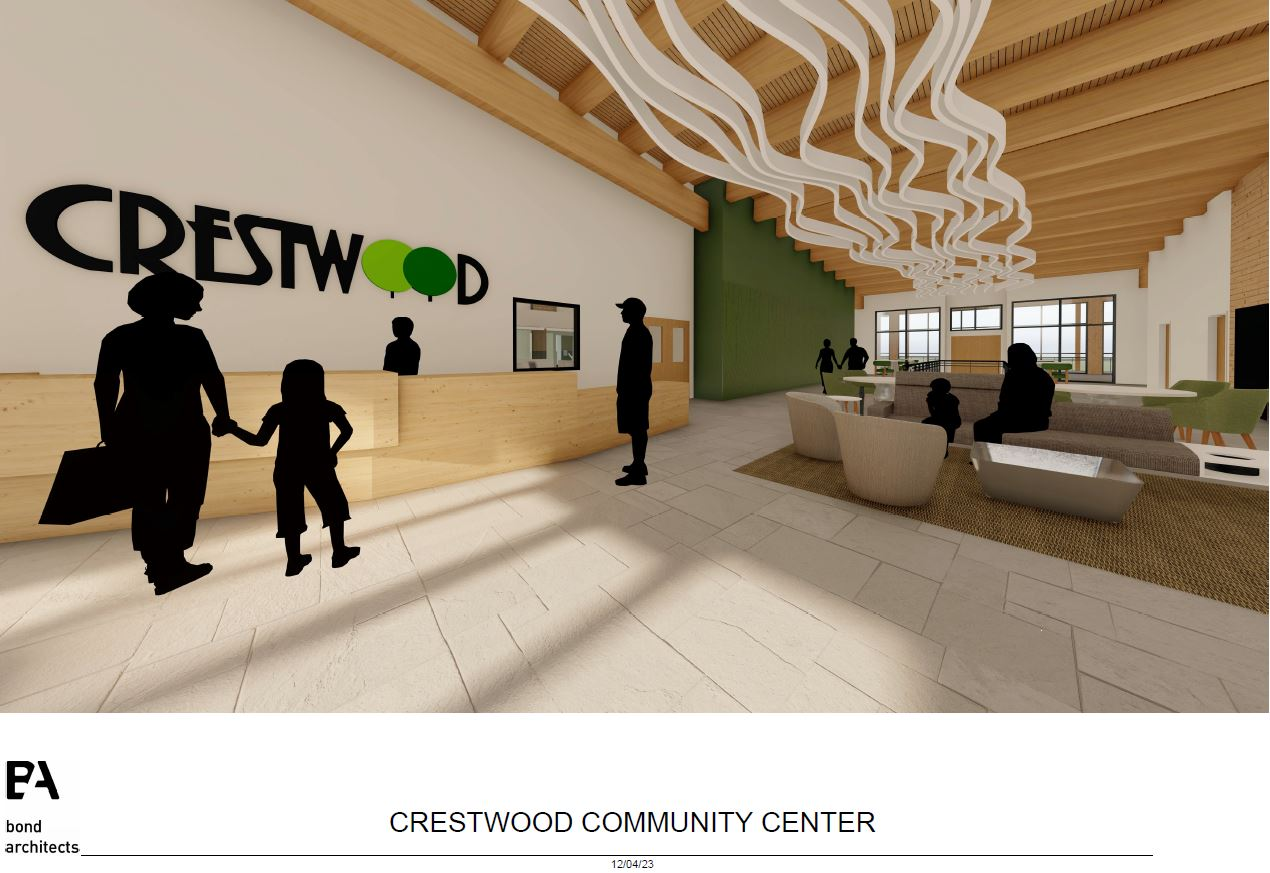 CRESTWOOD
BA
bond
architects
CRESTWOOD COMMUNITY CENTER
12/04/23